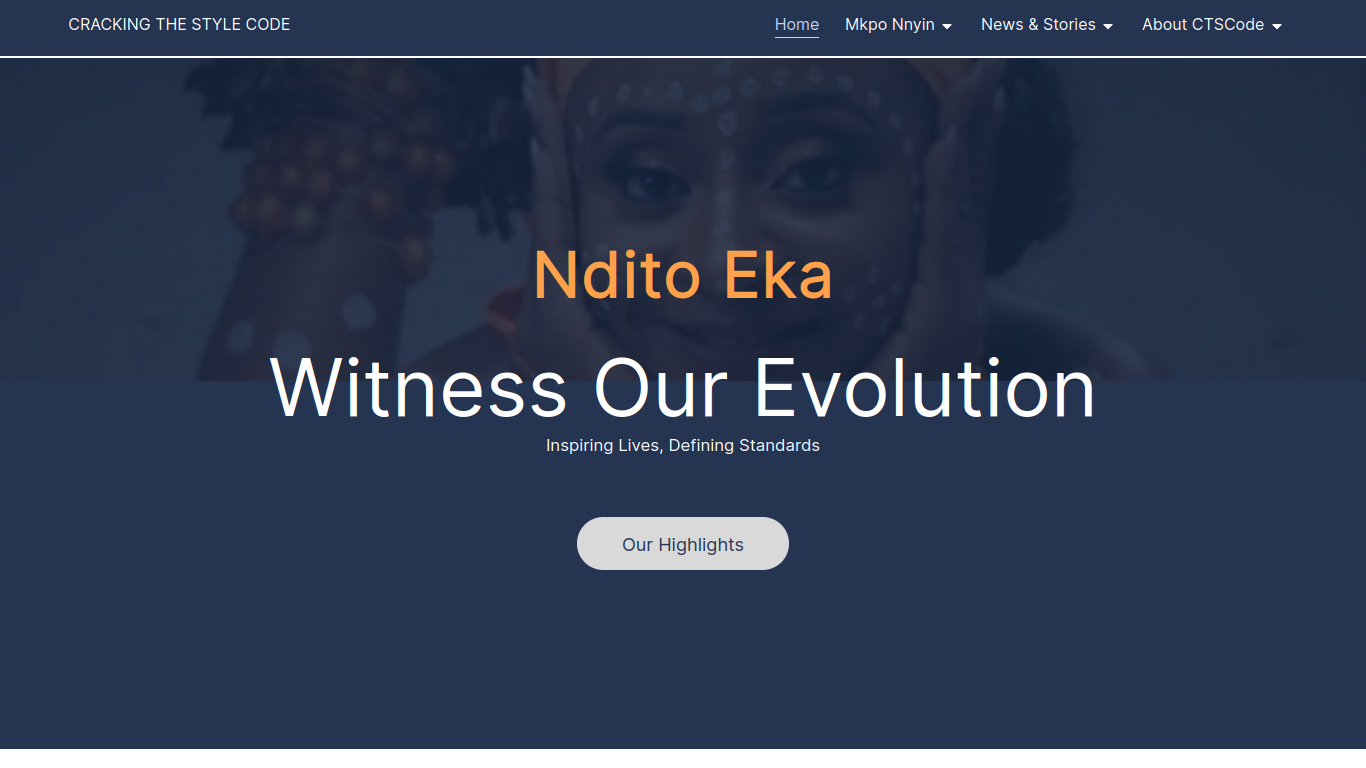 CRACKING THE STYLE CODE
Home Mkpo Nnyin News & Stories About CTSCode
Ndito Eka
Witness Our Evolution
Inspiring Lives, Defining Standards
Our Highlights